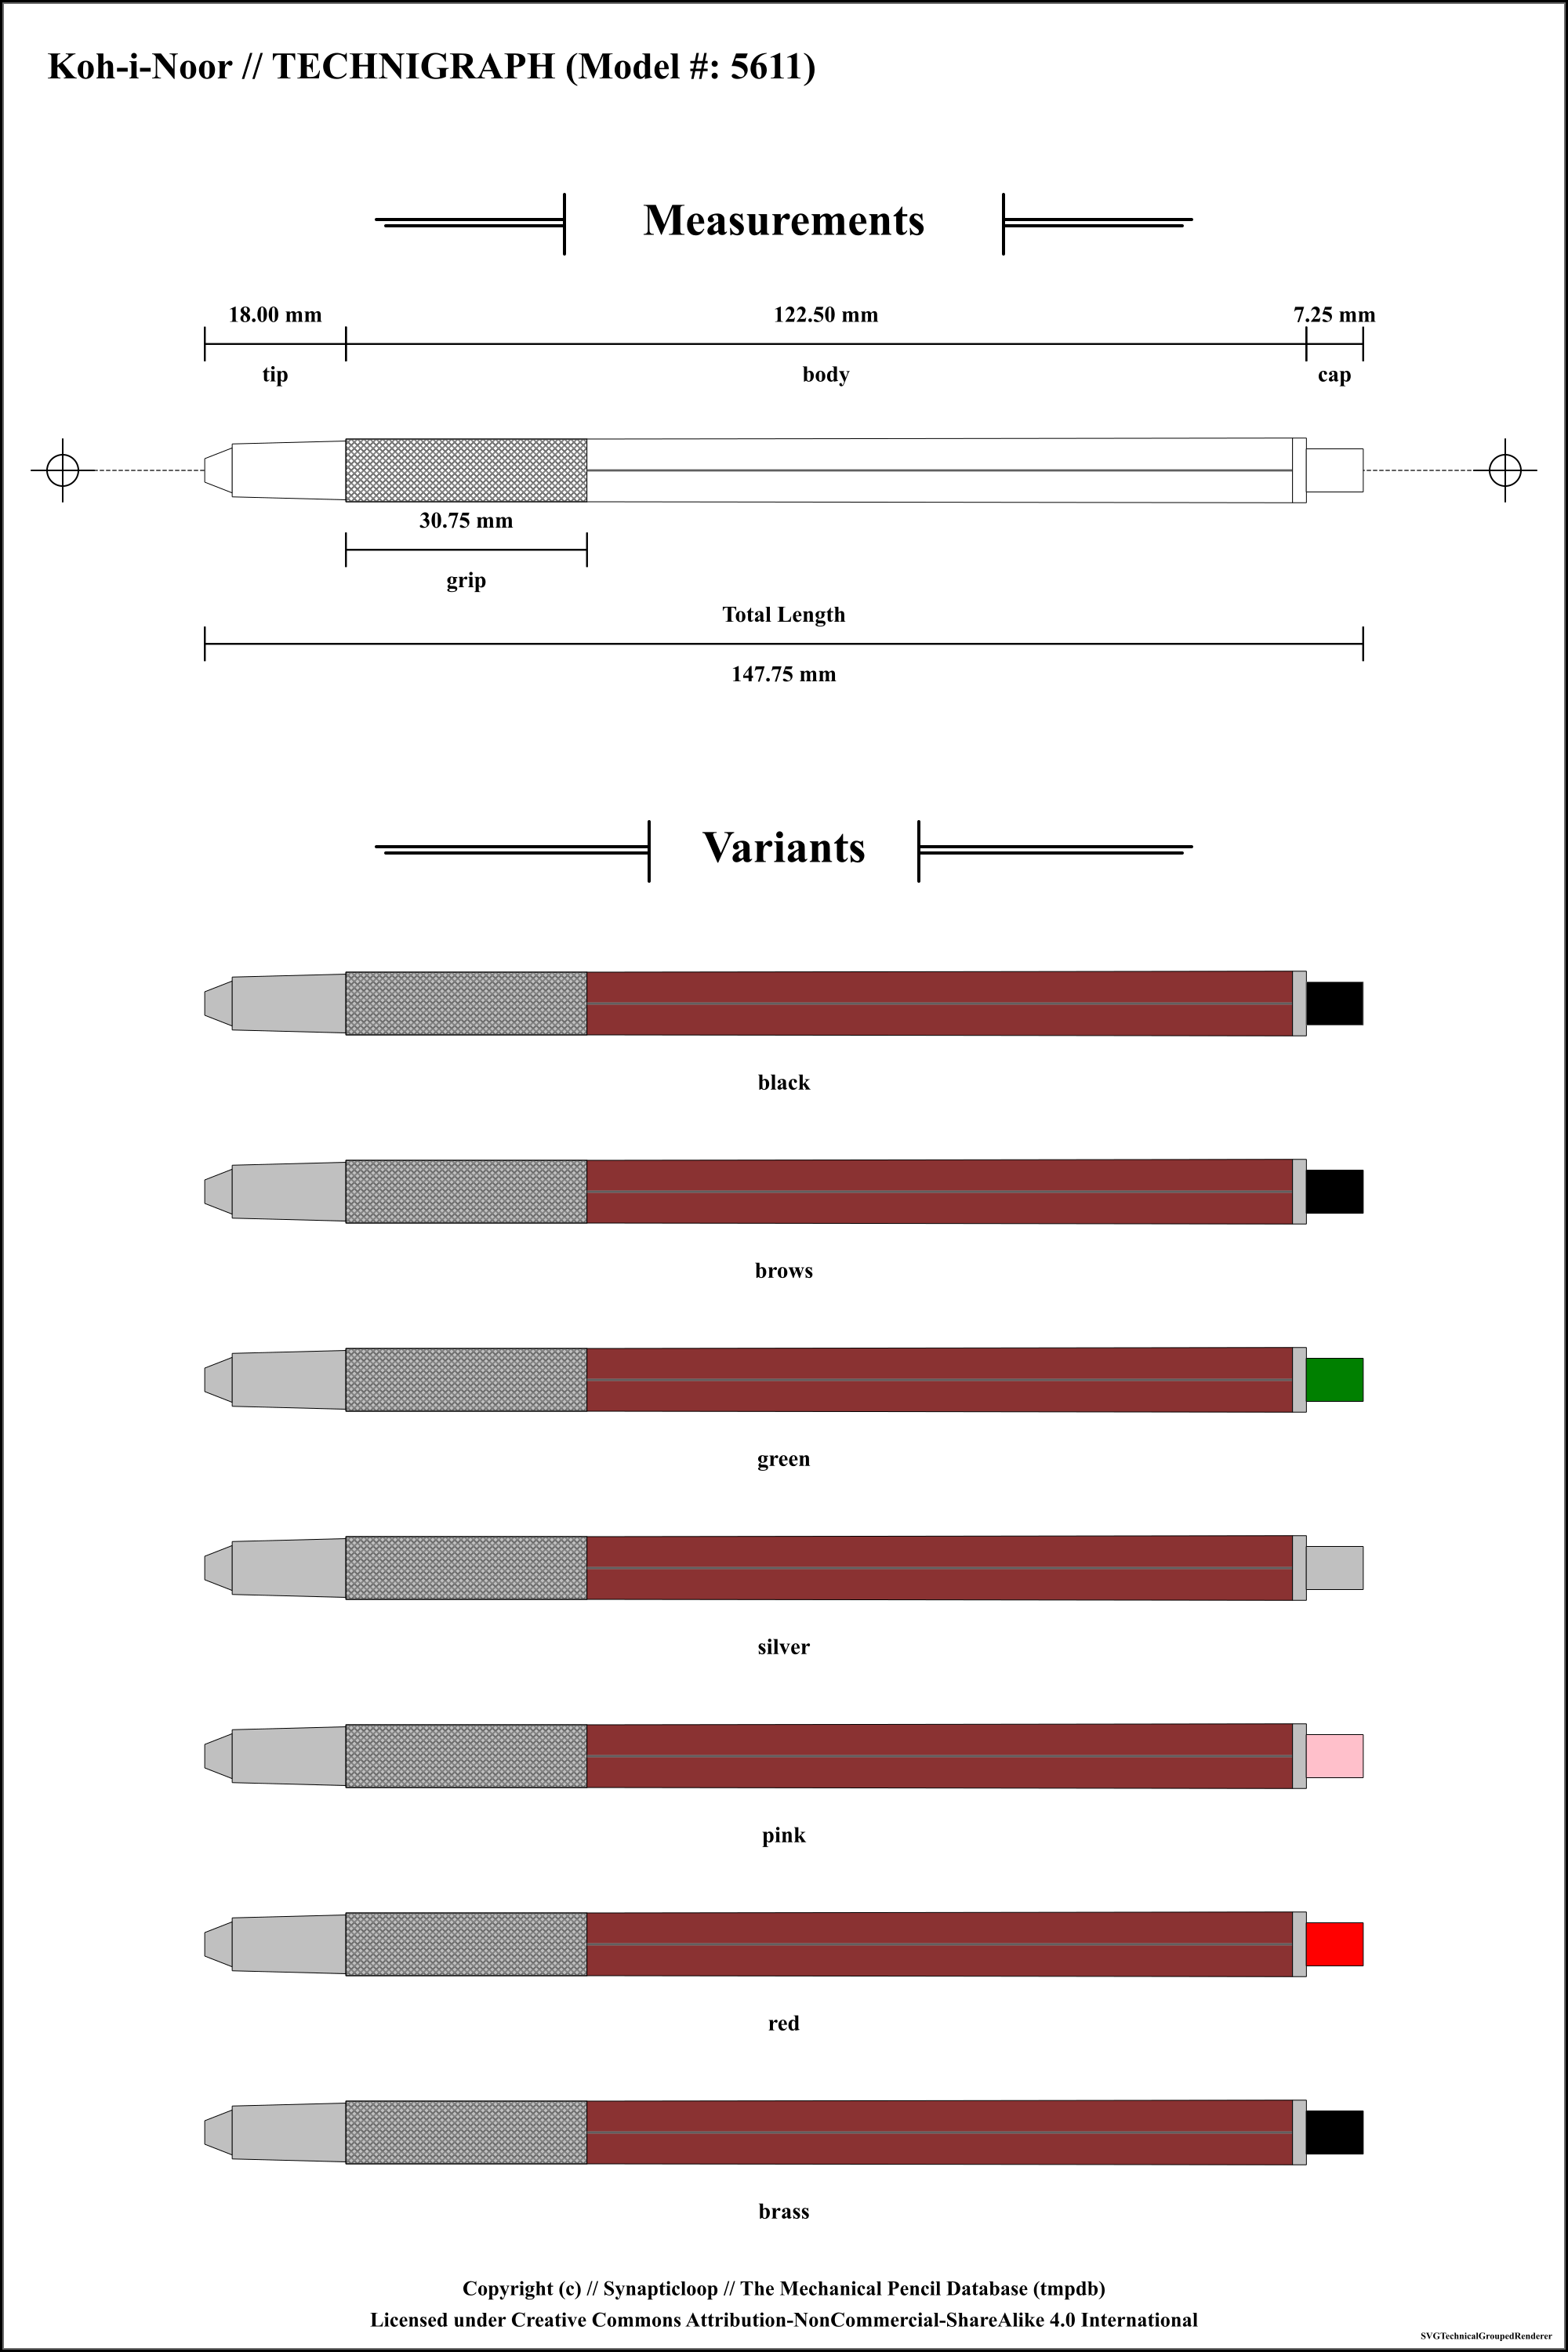 Koh-i-Noor // TECHNIGRAPH (Model #: 5611)
Measurements
18.00 mm
122.50 mm
7.25 mm
tip
body
cap
30.75 mm
grip
Total Length
147.75 mm
Variants
black
brows
green
silver
pink
red
brass
Copyright (c) // Synapticloop // The Mechanical Pencil Database (tmpdb)
Licensed under Creative Commons Attribution-NonCommercial-ShareAlike 4.0 International
SVGTechnicalGroupedRenderer